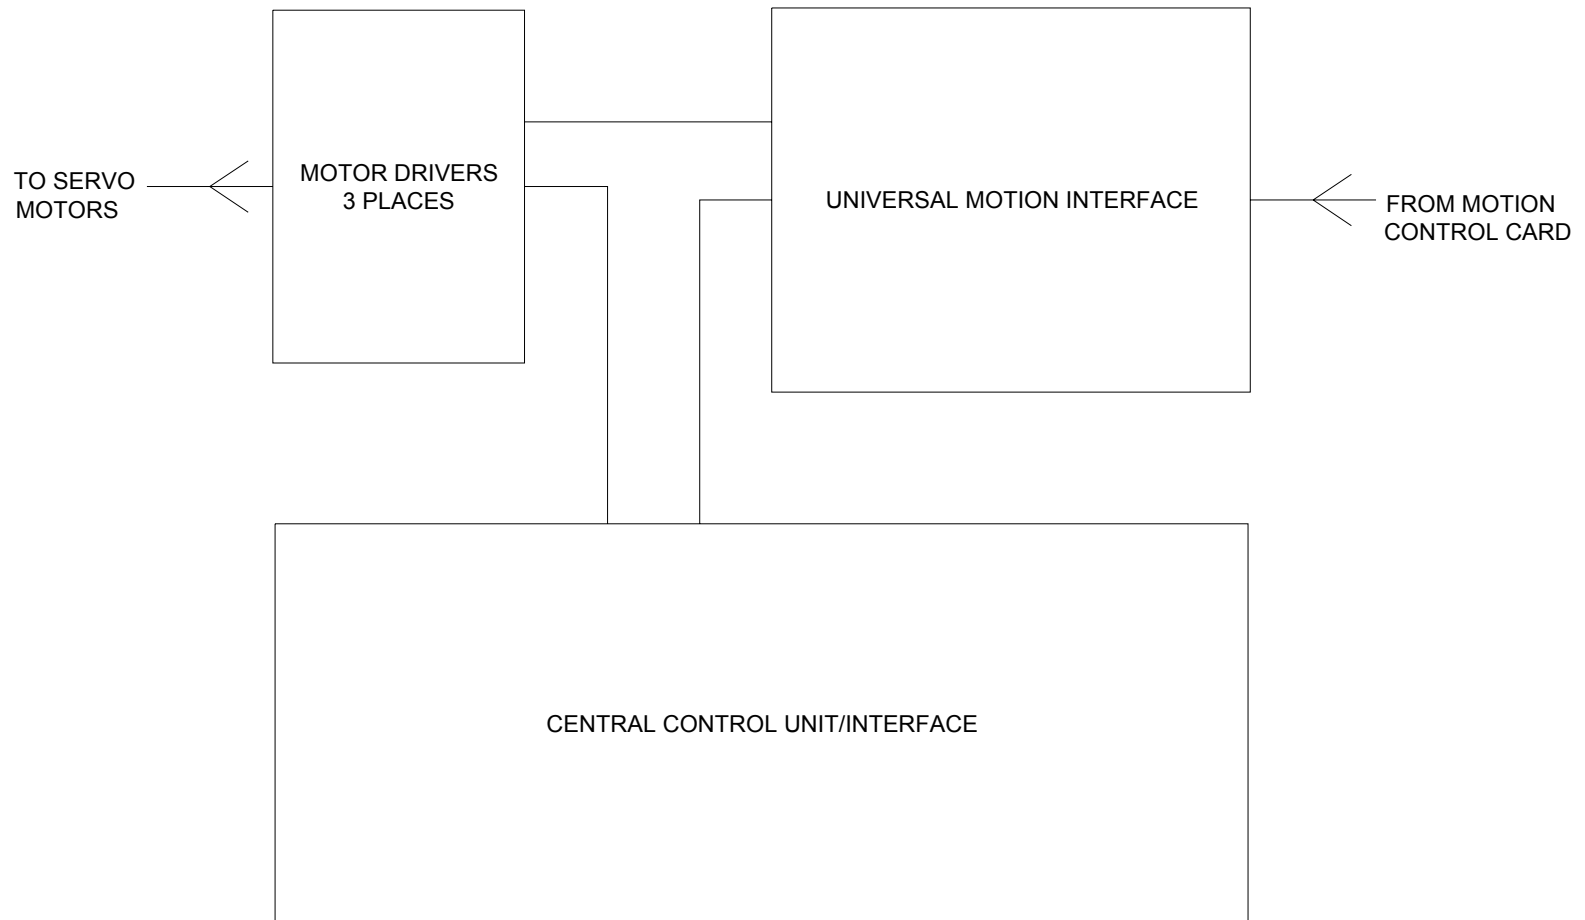 TO SERVO
MOTORS
MOTOR DRIVERS
3 PLACES
UNIVERSAL MOTION INTERFACE
FROM MOTION
CONTROL CARD
CENTRAL CONTROL UNIT/INTERFACE